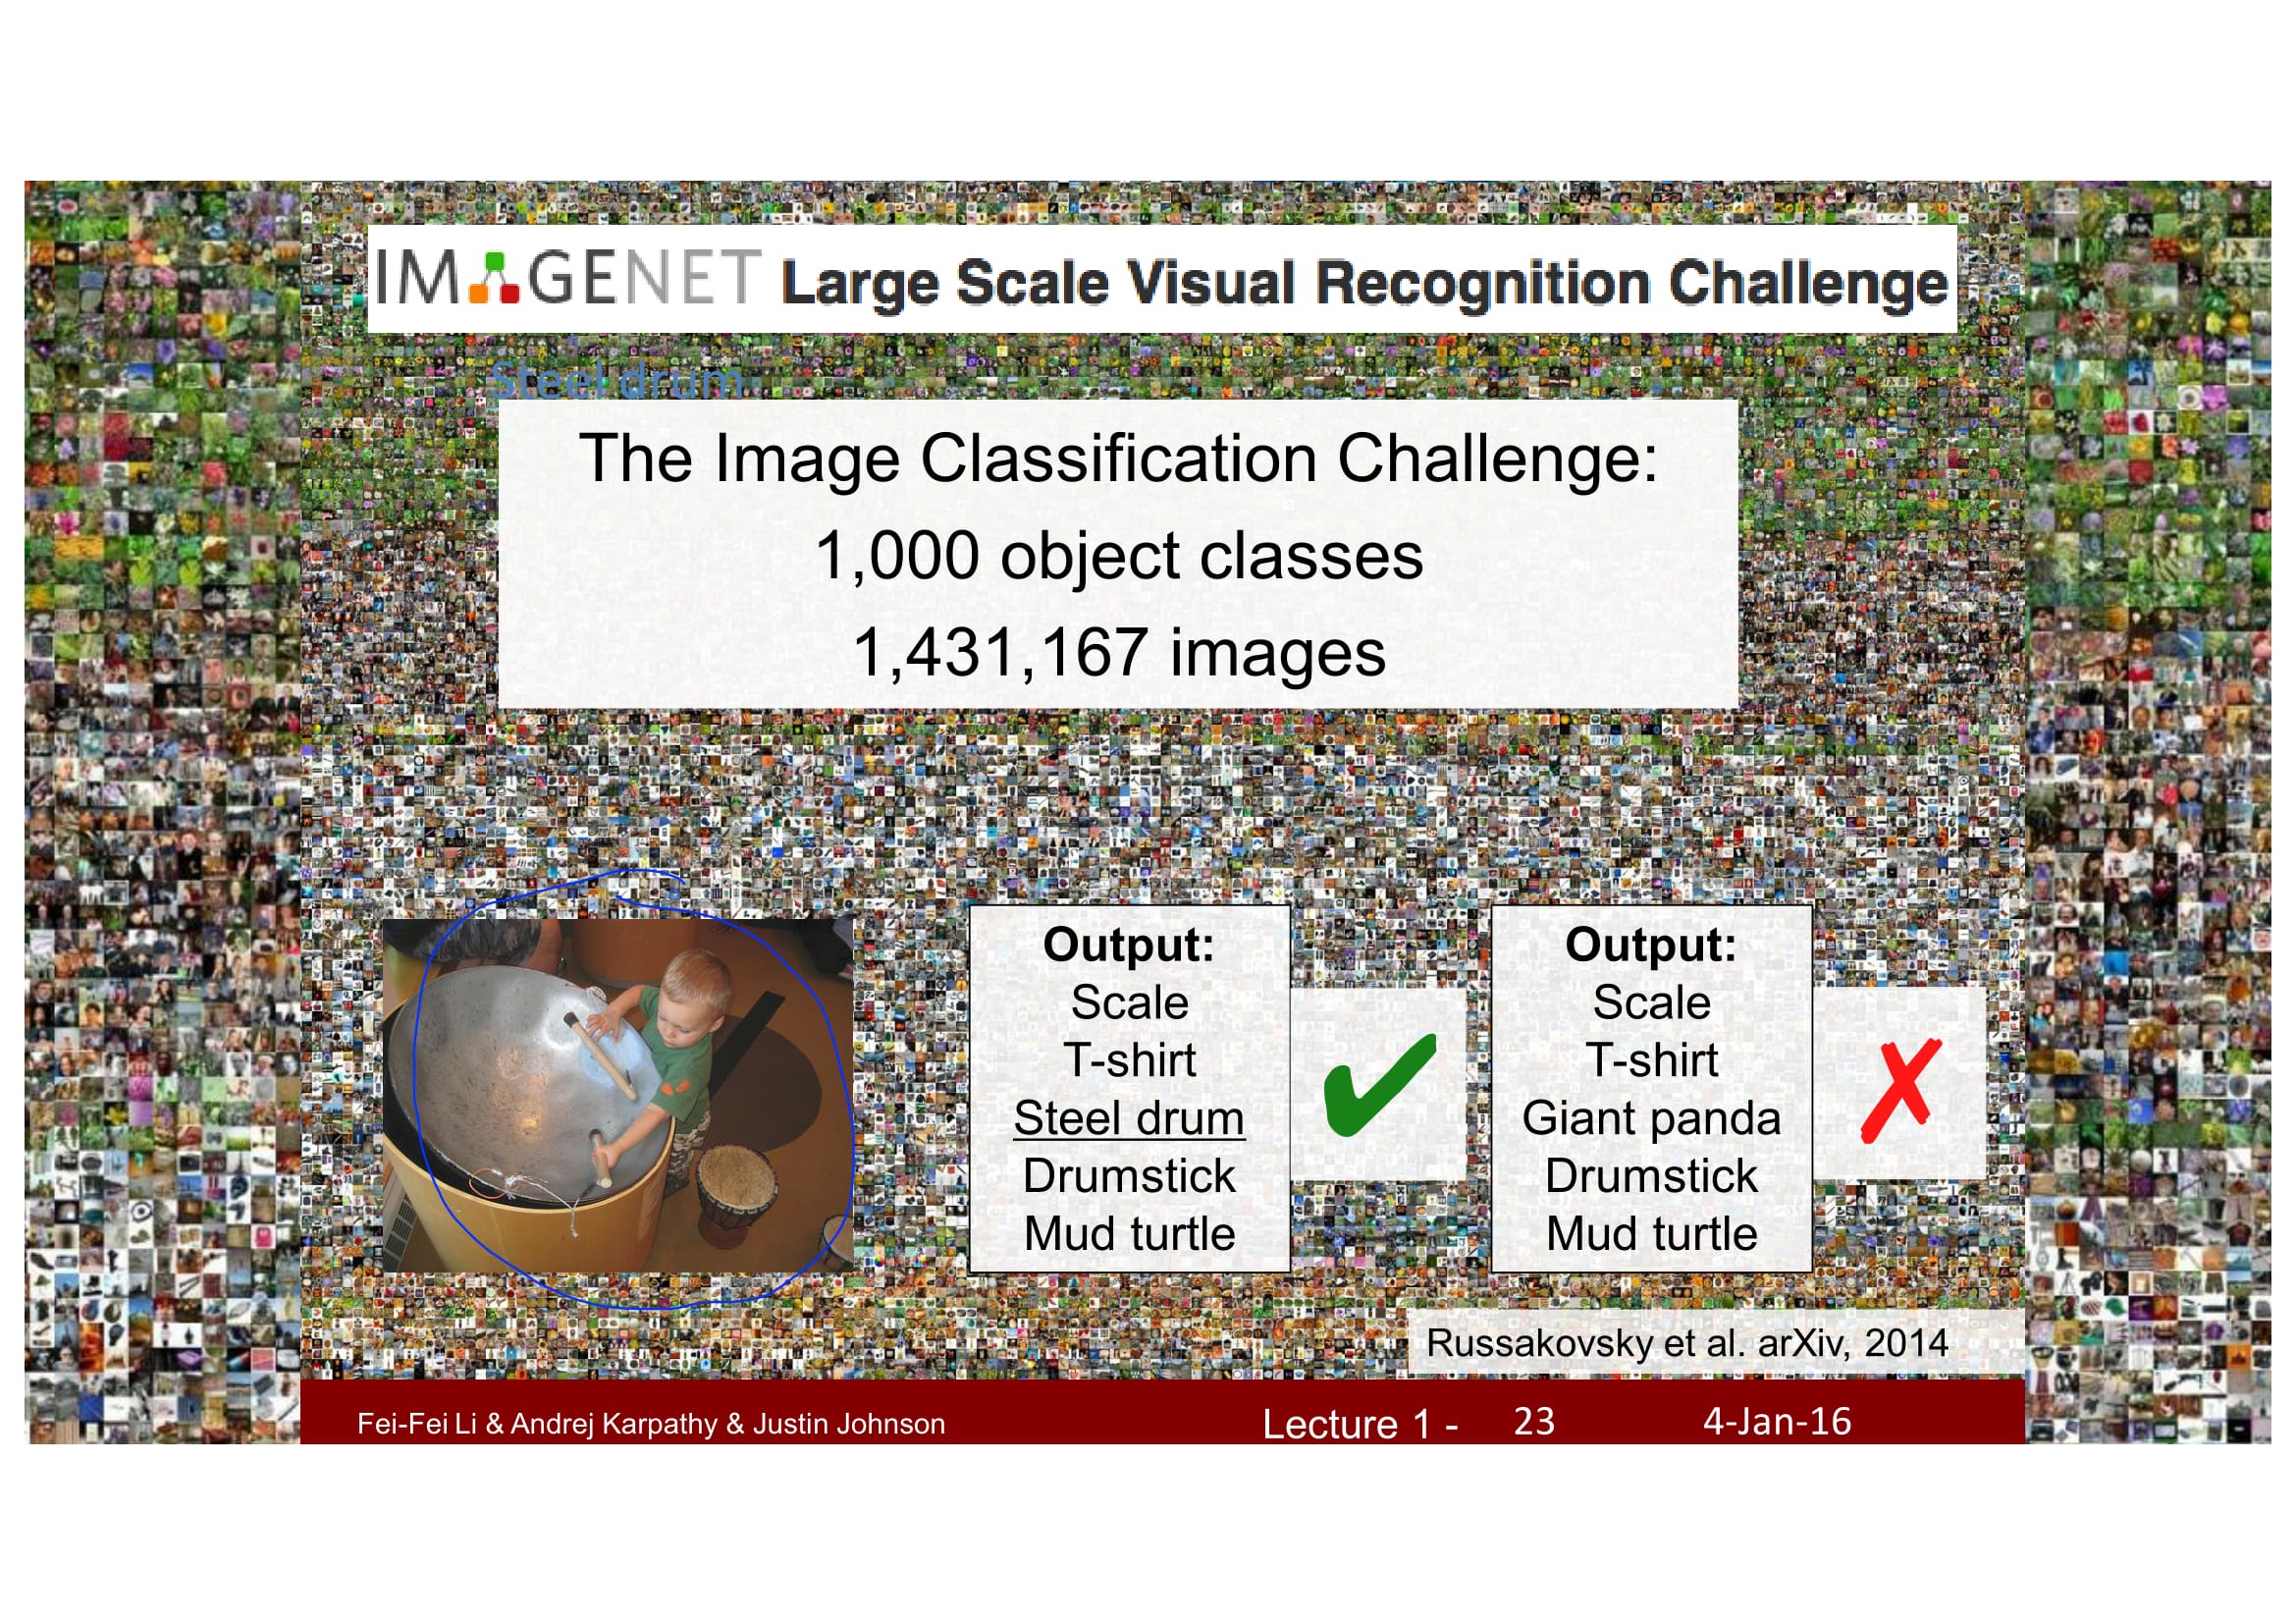 IMAGENET Large Scale Visual Recognition Challenge
Steel drum
The Image Classification Challenge:
1,000 object classes
1,431,167 images
Output:
Scale
T-shirt
Steel drum
Drumstick
Mud turtle
Output:
Scale
T-shirt
Giant panda
Drumstick
Mud turtle
Russakovsky et al. arXiv, 2014
Fei-Fei Li & Andrej Karpathy & Justin Johnson
Lecture 1 - 23 4-Jan-16